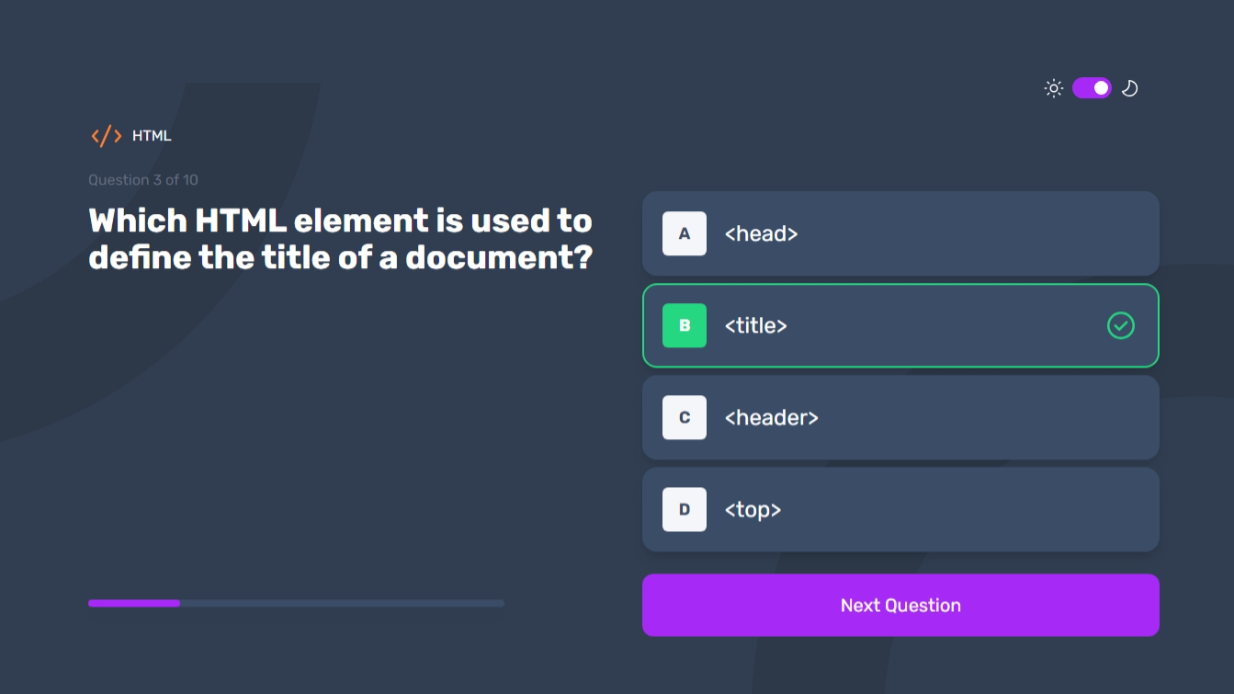 HTML
Question 3 of 10
Which HTML element is used to
define the title of a document?
A <head>
B <title>
C <header>
D <top>
Next Question